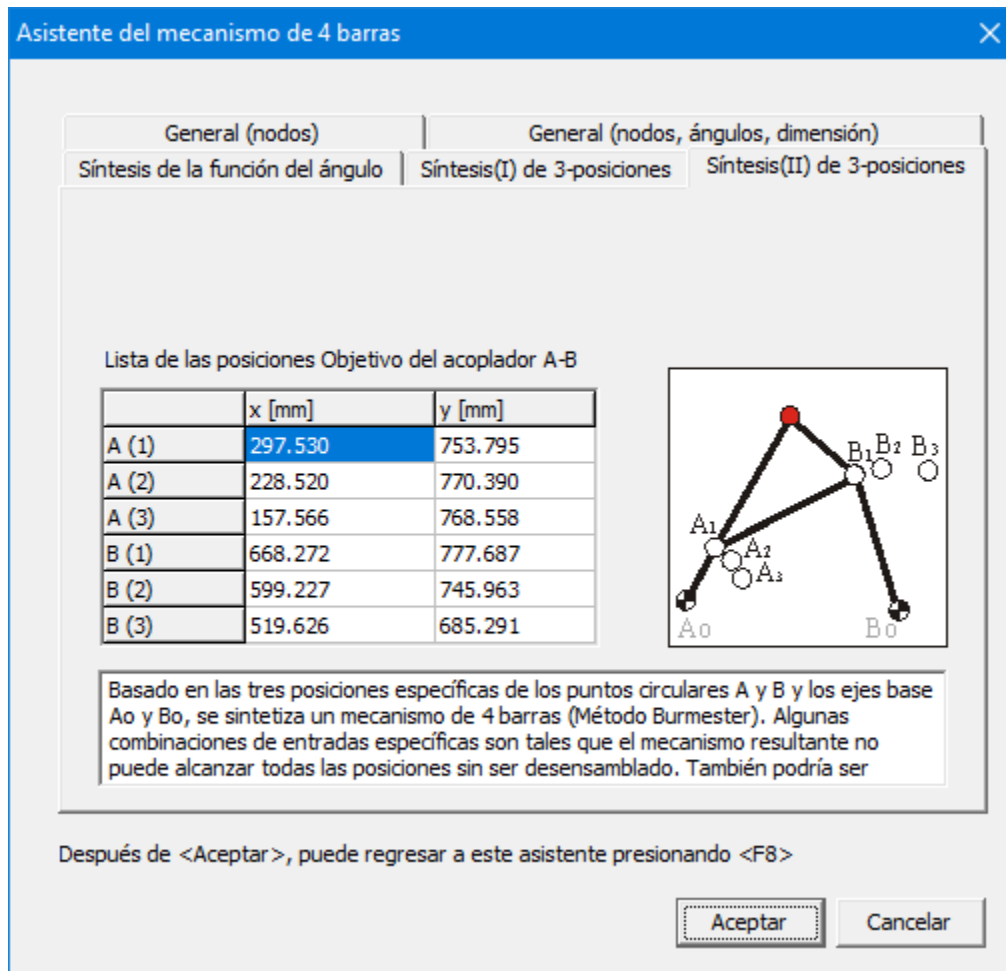 Asistente del mecanismo de 4 barras
General (nodos)
General (nodos, ángulos, dimensión)
Síntesis de la función del ángulo
Síntesis(I) de 3-posiciones
Síntesis(II) de 3-posiciones
Lista de las posiciones Objetivo del acoplador A-B
x [mm] y [mm]
A (1) 297.530 753.795
A (2) 228.520 770.390
A (3) 157.566 768.558
B (1) 668.272 777.687
B (2) 599.227 745.963
B (3) 519.626 685.291
B1 B2 B3
A1
A2
A3
Ao Bo
Basado en las tres posiciones específicas de los puntos circulares A y B y los ejes base
Ao y Bo, se sintetiza un mecanismo de 4 barras (Método Burmester). Algunas
combinaciones de entradas específicas son tales que el mecanismo resultante no
puede alcanzar todas las posiciones sin ser desensamblado. También podría ser
Después de <Aceptar>, puede regresar a este asistente presionando <F8>
Aceptar
Cancelar